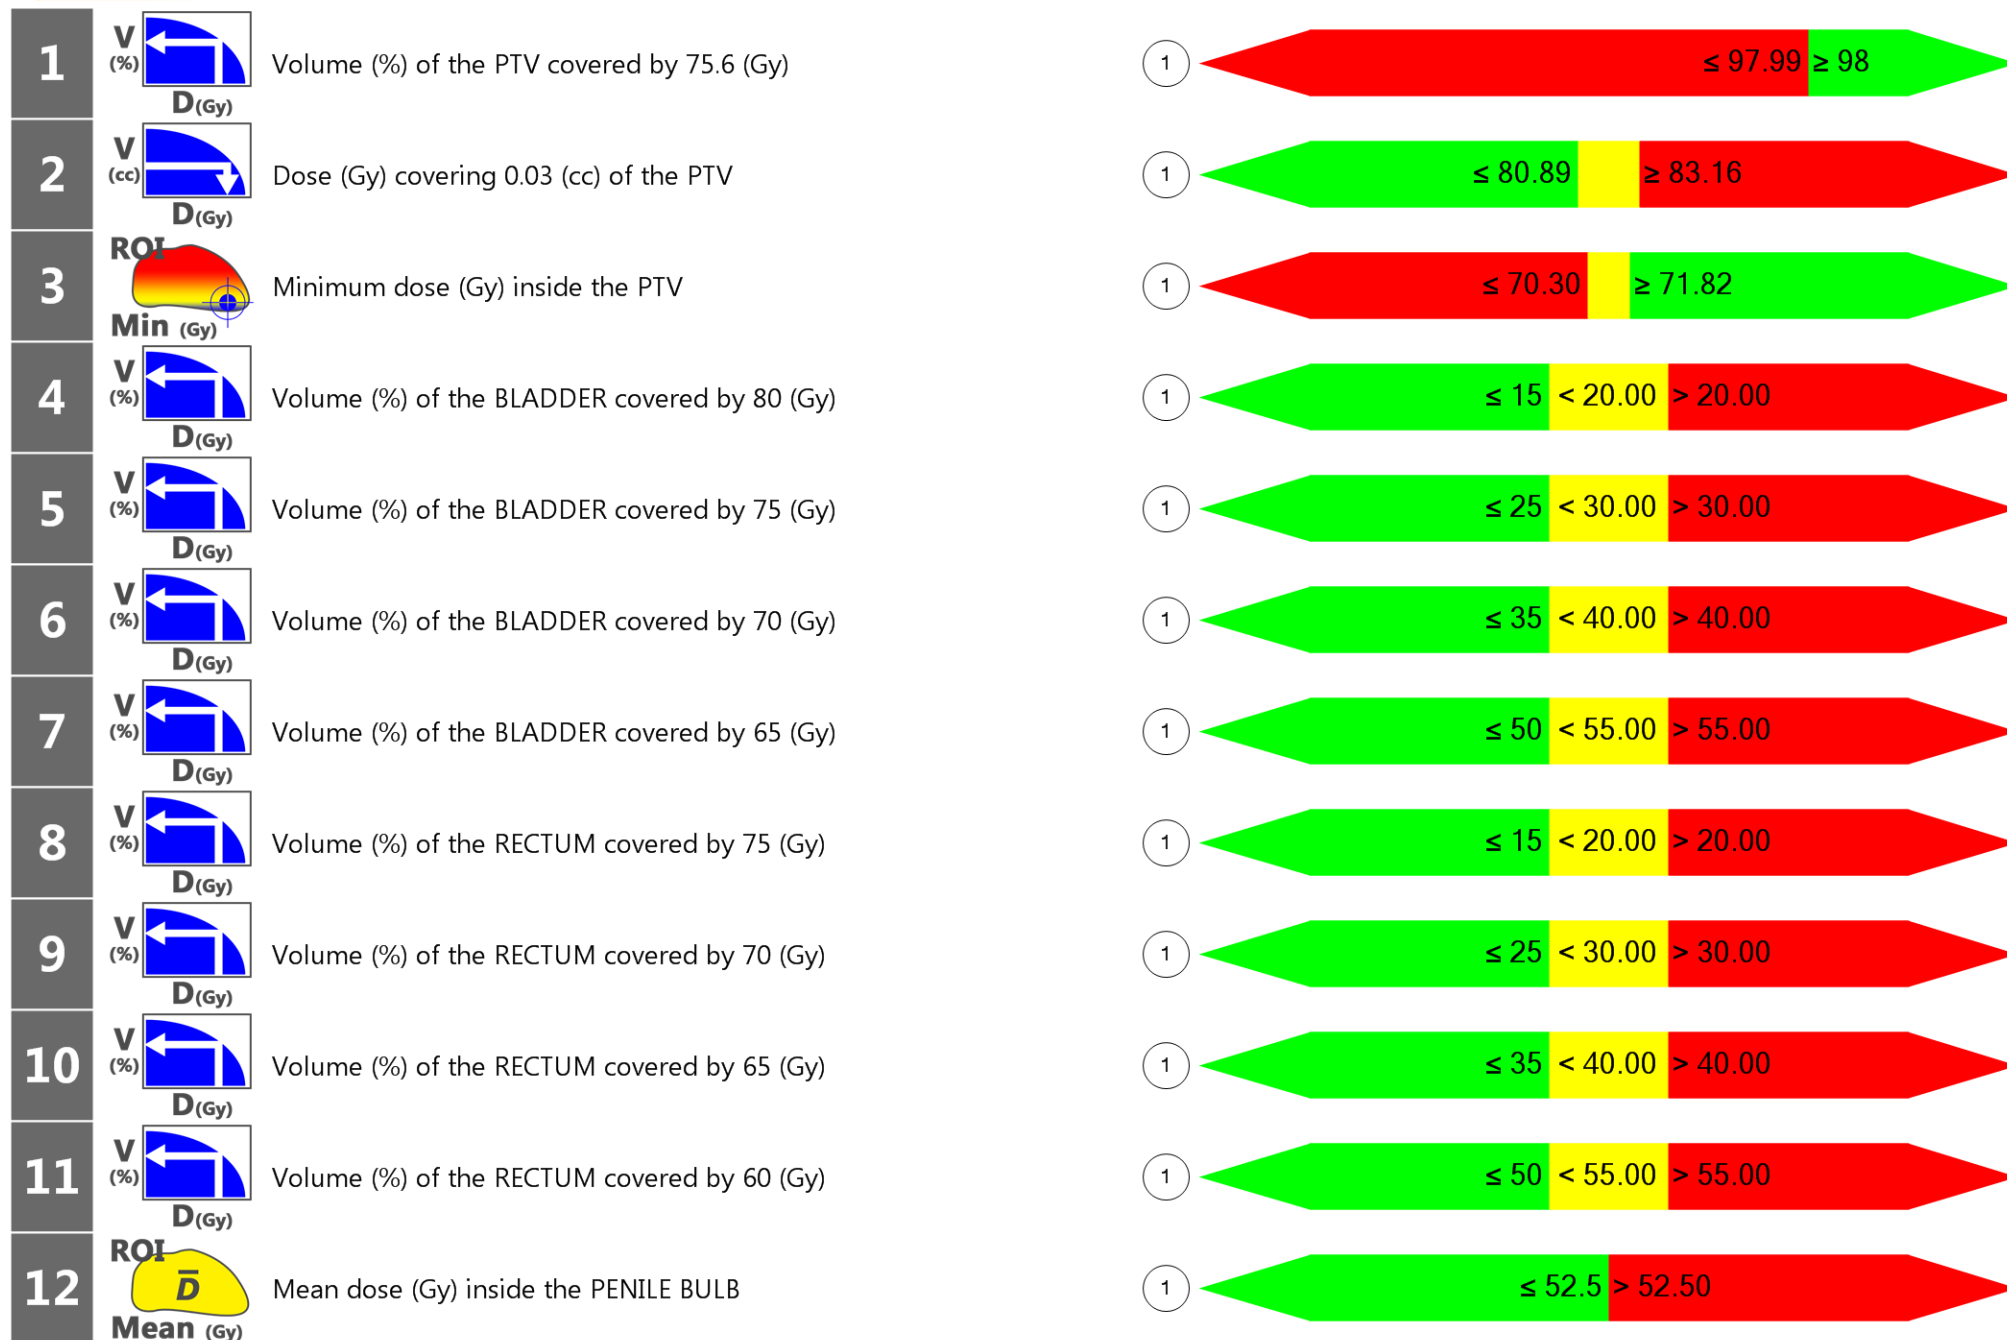 1 V (%) D(Gy) Volume (%) of the PTV covered by 75.6 (Gy) 1 ≤ 97.99 ≥ 98
2 V (cc) D(Gy) Dose (Gy) covering 0.03 (cc) of the PTV 1 ≤ 80.89 ≥ 83.16
3 ROI Min (Gy) Minimum dose (Gy) inside the PTV 1 ≤ 70.30 ≥ 71.82
4 V (%) D(Gy) Volume (%) of the BLADDER covered by 80 (Gy) 1 ≤ 15 < 20.00 > 20.00
5 V (%) D(Gy) Volume (%) of the BLADDER covered by 75 (Gy) 1 ≤ 25 < 30.00 > 30.00
6 V (%) D(Gy) Volume (%) of the BLADDER covered by 70 (Gy) 1 ≤ 35 < 40.00 > 40.00
7 V (%) D(Gy) Volume (%) of the BLADDER covered by 65 (Gy) 1 ≤ 50 < 55.00 > 55.00
8 V (%) D(Gy) Volume (%) of the RECTUM covered by 75 (Gy) 1 ≤ 15 < 20.00 > 20.00
9 V (%) D(Gy) Volume (%) of the RECTUM covered by 70 (Gy) 1 ≤ 25 < 30.00 > 30.00
10 V (%) D(Gy) Volume (%) of the RECTUM covered by 65 (Gy) 1 ≤ 35 < 40.00 > 40.00
11 V (%) D(Gy) Volume (%) of the RECTUM covered by 60 (Gy) 1 ≤ 50 < 55.00 > 55.00
12 ROI D̅ Mean (Gy) Mean dose (Gy) inside the PENILE BULB 1 ≤ 52.5 > 52.50